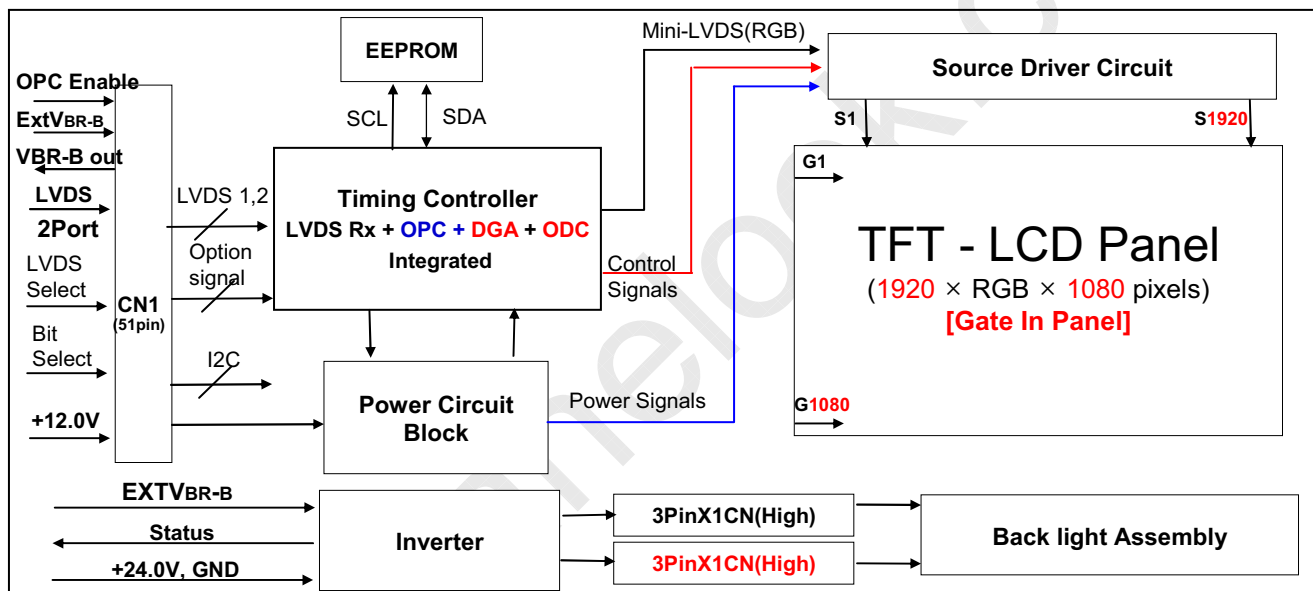 EEPROM
Mini-LVDS(RGB)
Source Driver Circuit
OPC Enable
ExtVBR-B
VBR-B out
LVDS
2Port
LVDS
Select
Bit
Select
+12.0V
CN1
(51pin)
SCL
SDA
LVDS 1,2
Option
signal
I2C
Timing Controller
LVDS Rx + OPC + DGA + ODC
Integrated
Control
Signals
Power Circuit
Block
Power Signals
S1
S1920
G1
TFT - LCD Panel
(1920 × RGB × 1080 pixels)
[Gate In Panel]
G1080
EXTVBR-B
Status
+24.0V, GND
Inverter
3PinX1CN(High)
3PinX1CN(High)
Back light Assembly